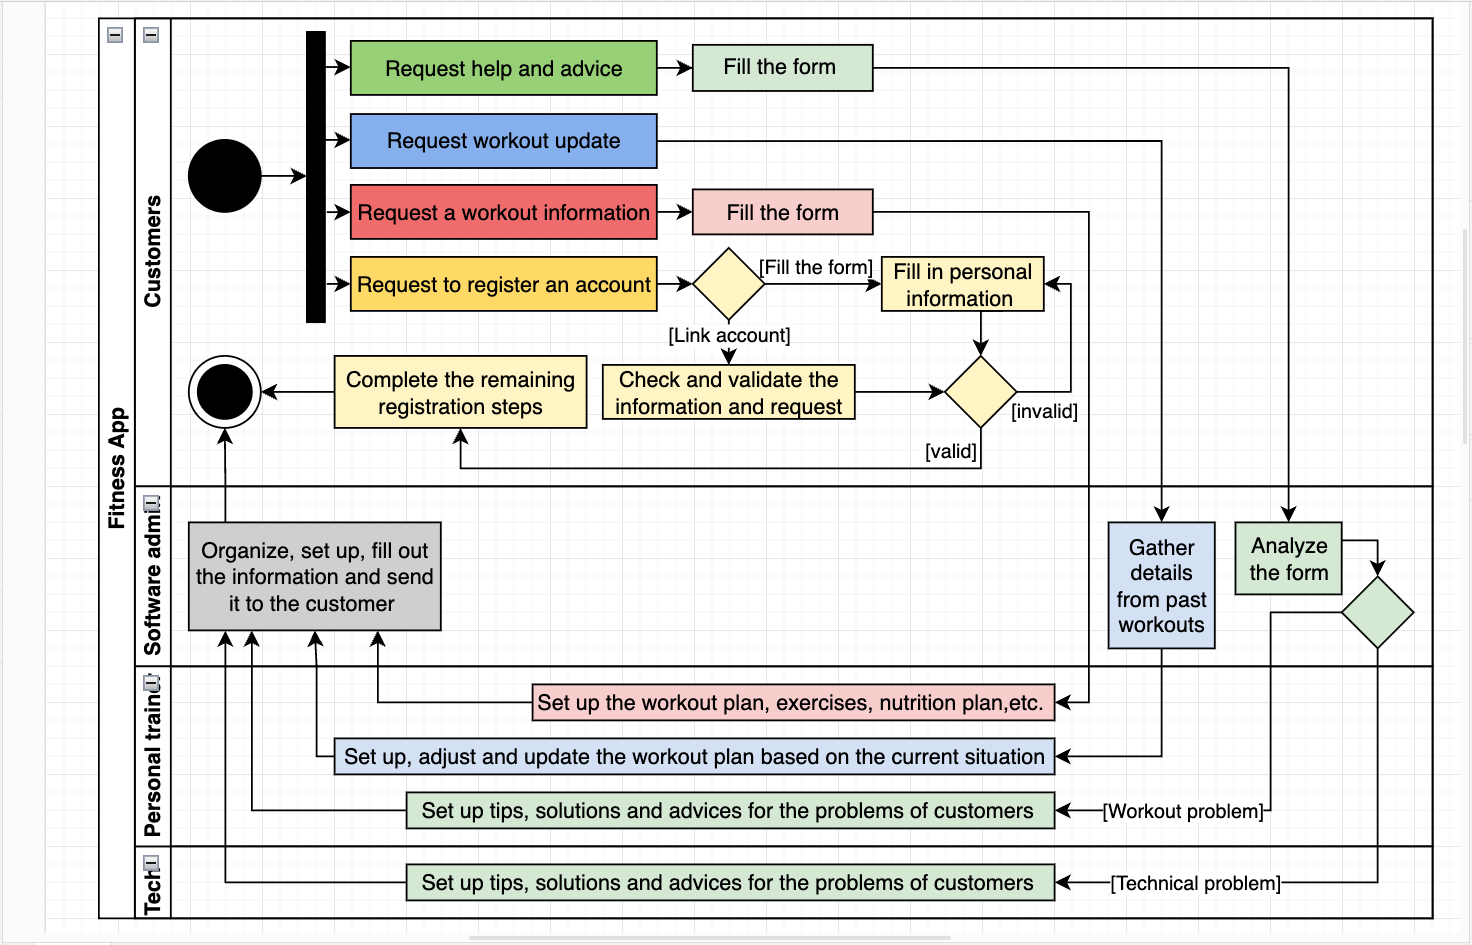 Fitness App
Customers
Request help and advice
Fill the form
Request workout update
Request a workout information
Fill the form
Request to register an account
[Fill the form]
Fill in personal
information
[Link account]
Complete the remaining
registration steps
Check and validate the
information and request
[invalid]
[valid]
Software admi
Organize, set up, fill out
the information and send
it to the customer
Gather
details
from past
workouts
Analyze
the form
Personal traine
Set up the workout plan, exercises, nutrition plan,etc.
Set up, adjust and update the workout plan based on the current situation
Set up tips, solutions and advices for the problems of customers
[Workout problem]
Tech
Set up tips, solutions and advices for the problems of customers
[Technical problem]